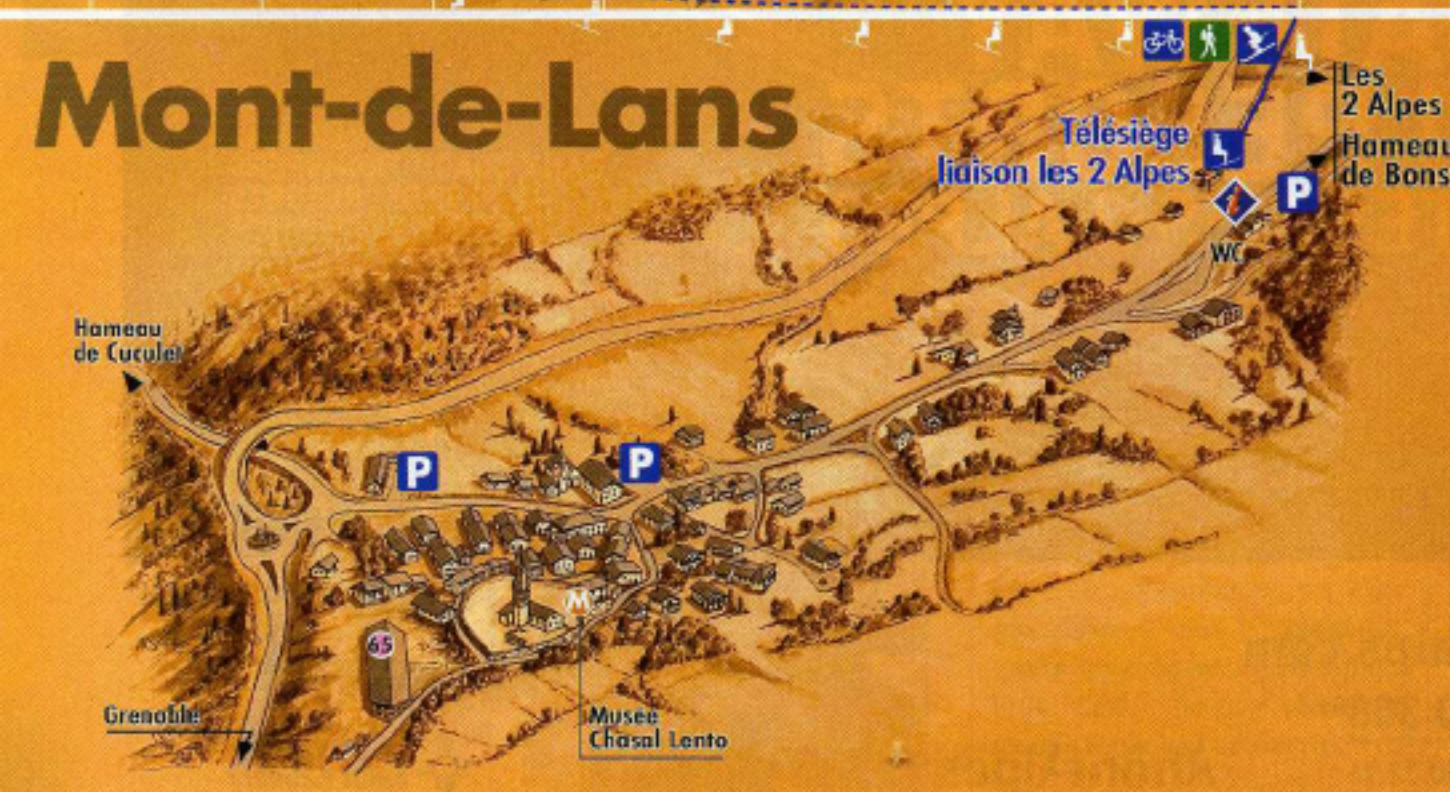 Mont-de-Lans
Les
2 Alpes
Télésiège
liaison les 2 Alpes
Hameau
de Bons
P
i
WC
Hameau
de Cuculet
P
P
M
65
Grenoble
Musée
Chasal Lento